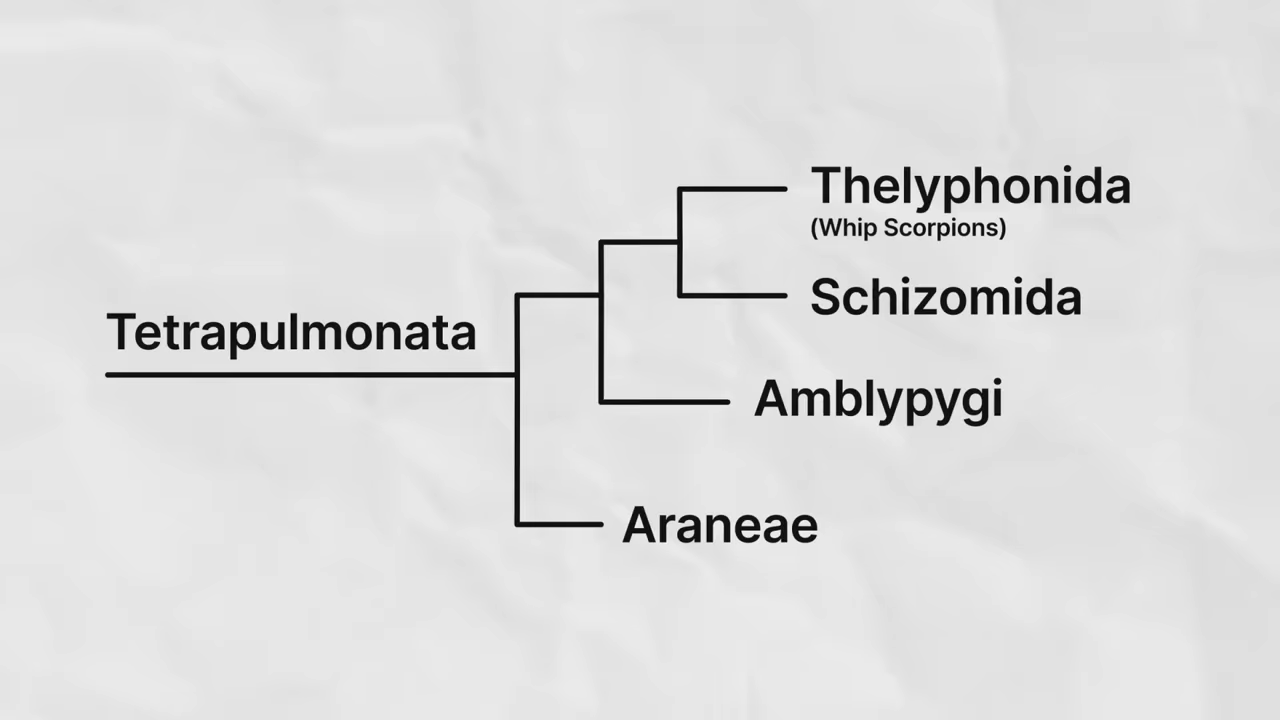 Thelyphonida
(Whip Scorpions)
Schizomida
Tetrapulmonata
Amblypygi
Araneae